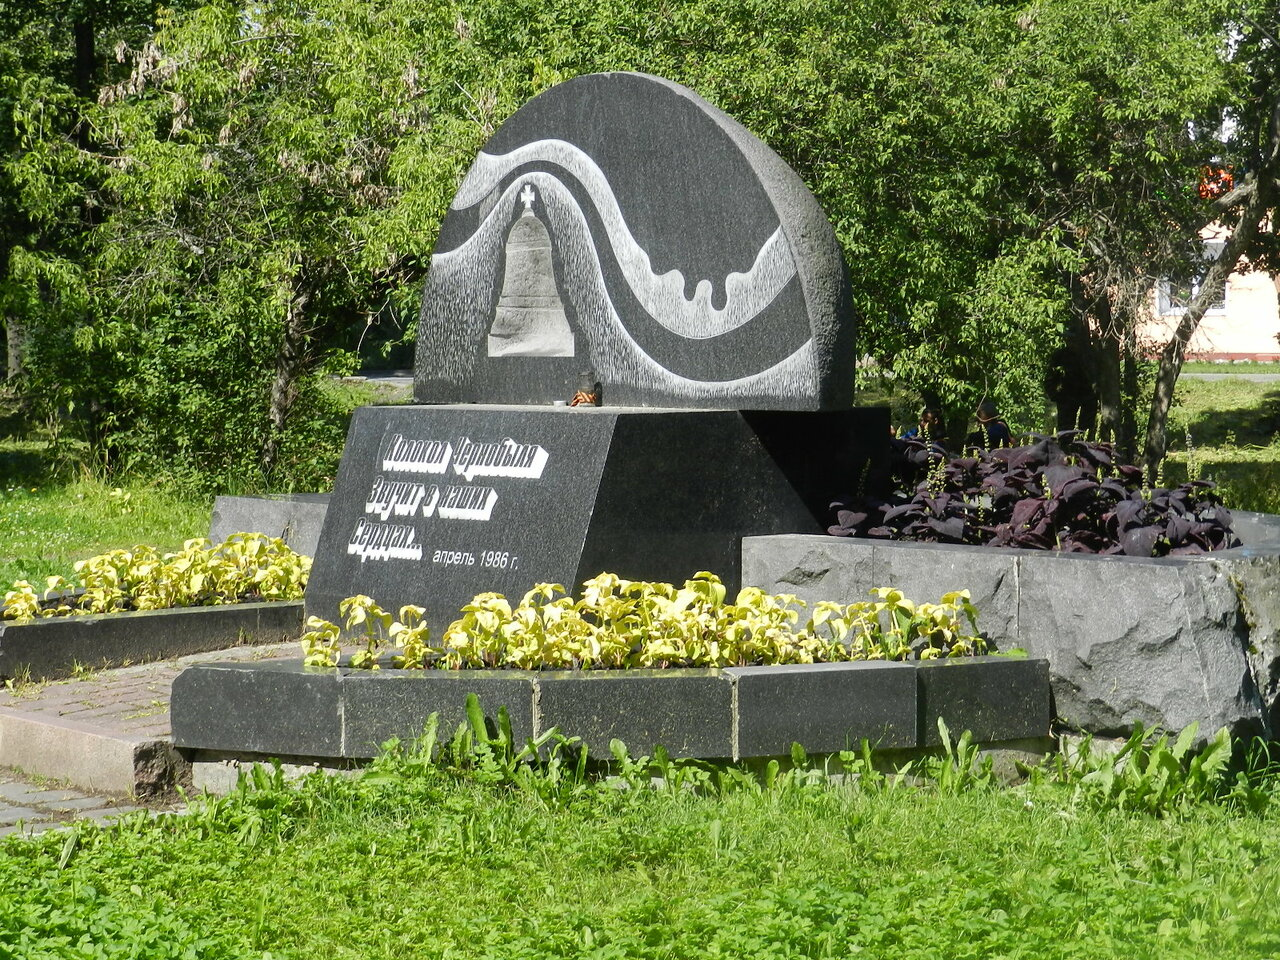 Колокол Чернобыля
Звучит в наших
Сердцах...
апрель 1986 г.